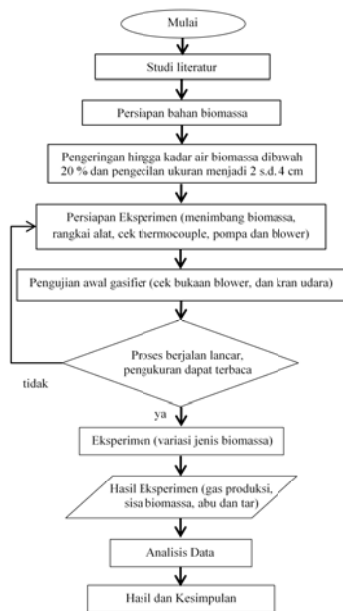 Mulai
Studi literatur
Persiapan bahan biomassa
Pengeringan hingga kadar air biomassa dibawah
20 % dan pengecilan ukuran menjadi 2 s.d. 4 cm
Persiapan Eksperimen (menimbang biomassa,
rangkai alat, cek thermocouple, pompa dan blower)
Pengujian awal gasifier (cek bukaan blower, dan kran udara)
Proses berjalan lancar,
pengukuran dapat terbaca
tidak
ya
Eksperimen (variasi jenis biomassa)
Hasil Eksperimen (gas produksi,
sisa biomassa, abu dan tar)
Analisis Data
Hasil dan Kesimpulan